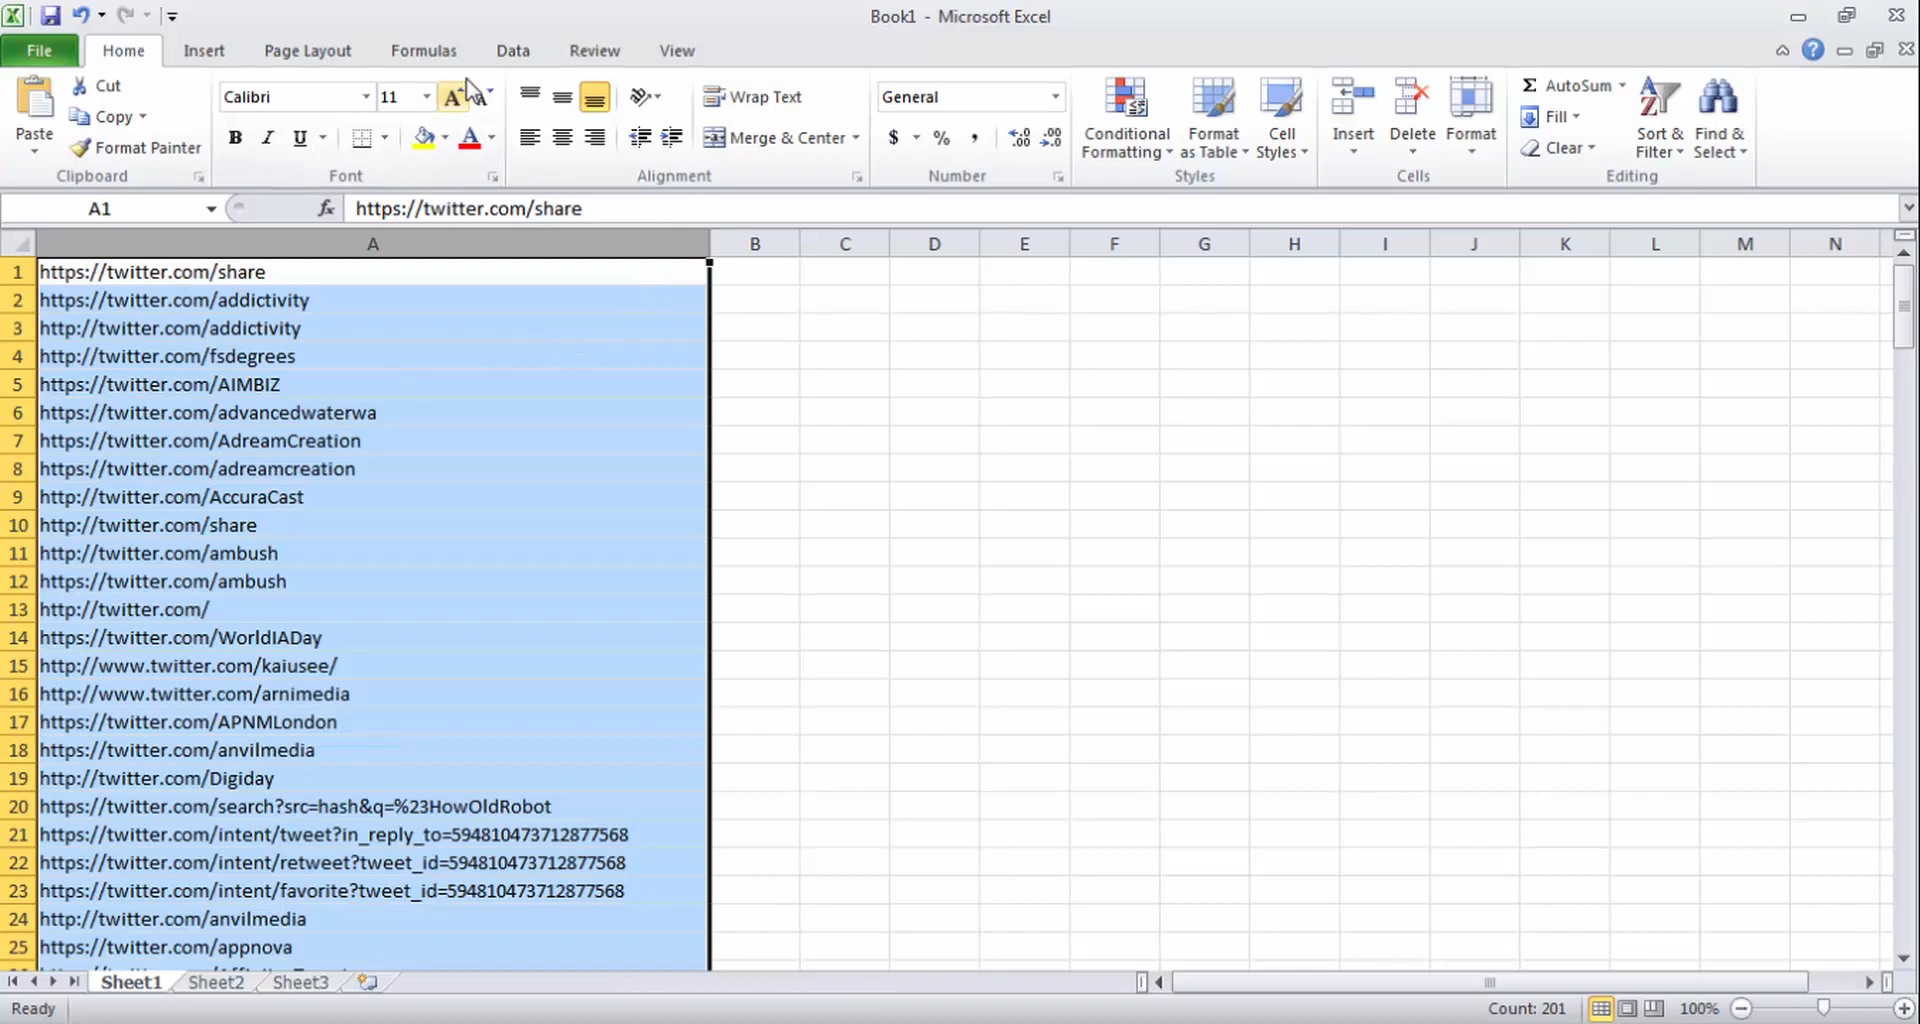 Book1 - Microsoft Excel
File Home Insert Page Layout Formulas Data Review View
Cut
Copy
Format Painter
Paste
Clipboard
Calibri 11
B I U
Font
Wrap Text
Merge & Center
Alignment
General
$ % ,
Number
Conditional Formatting
Format as Table
Cell Styles
Styles
Insert Delete Format
Cells
Σ AutoSum
Fill
Clear
Sort & Filter
Find & Select
Editing
A1 fx https://twitter.com/share
A B C D E F G H I J K L M N
1 https://twitter.com/share
2 https://twitter.com/addictivity
3 http://twitter.com/addictivity
4 http://twitter.com/fsdegrees
5 https://twitter.com/AIMBIZ
6 https://twitter.com/advancedwaterwa
7 https://twitter.com/AdreamCreation
8 https://twitter.com/adreamcreation
9 http://twitter.com/AccuraCast
10 http://twitter.com/share
11 http://twitter.com/ambush
12 https://twitter.com/ambush
13 http://twitter.com/
14 https://twitter.com/WorldIADay
15 http://www.twitter.com/kaiusee/
16 http://www.twitter.com/arnimedia
17 https://twitter.com/APNMLondon
18 https://twitter.com/anvilmedia
19 http://twitter.com/Digiday
20 https://twitter.com/search?src=hash&q=%23HowOldRobot
21 https://twitter.com/intent/tweet?in_reply_to=594810473712877568
22 https://twitter.com/intent/retweet?tweet_id=594810473712877568
23 https://twitter.com/intent/favorite?tweet_id=594810473712877568
24 http://twitter.com/anvilmedia
25 https://twitter.com/appnova
Sheet1 Sheet2 Sheet3
Ready Count: 201 100%